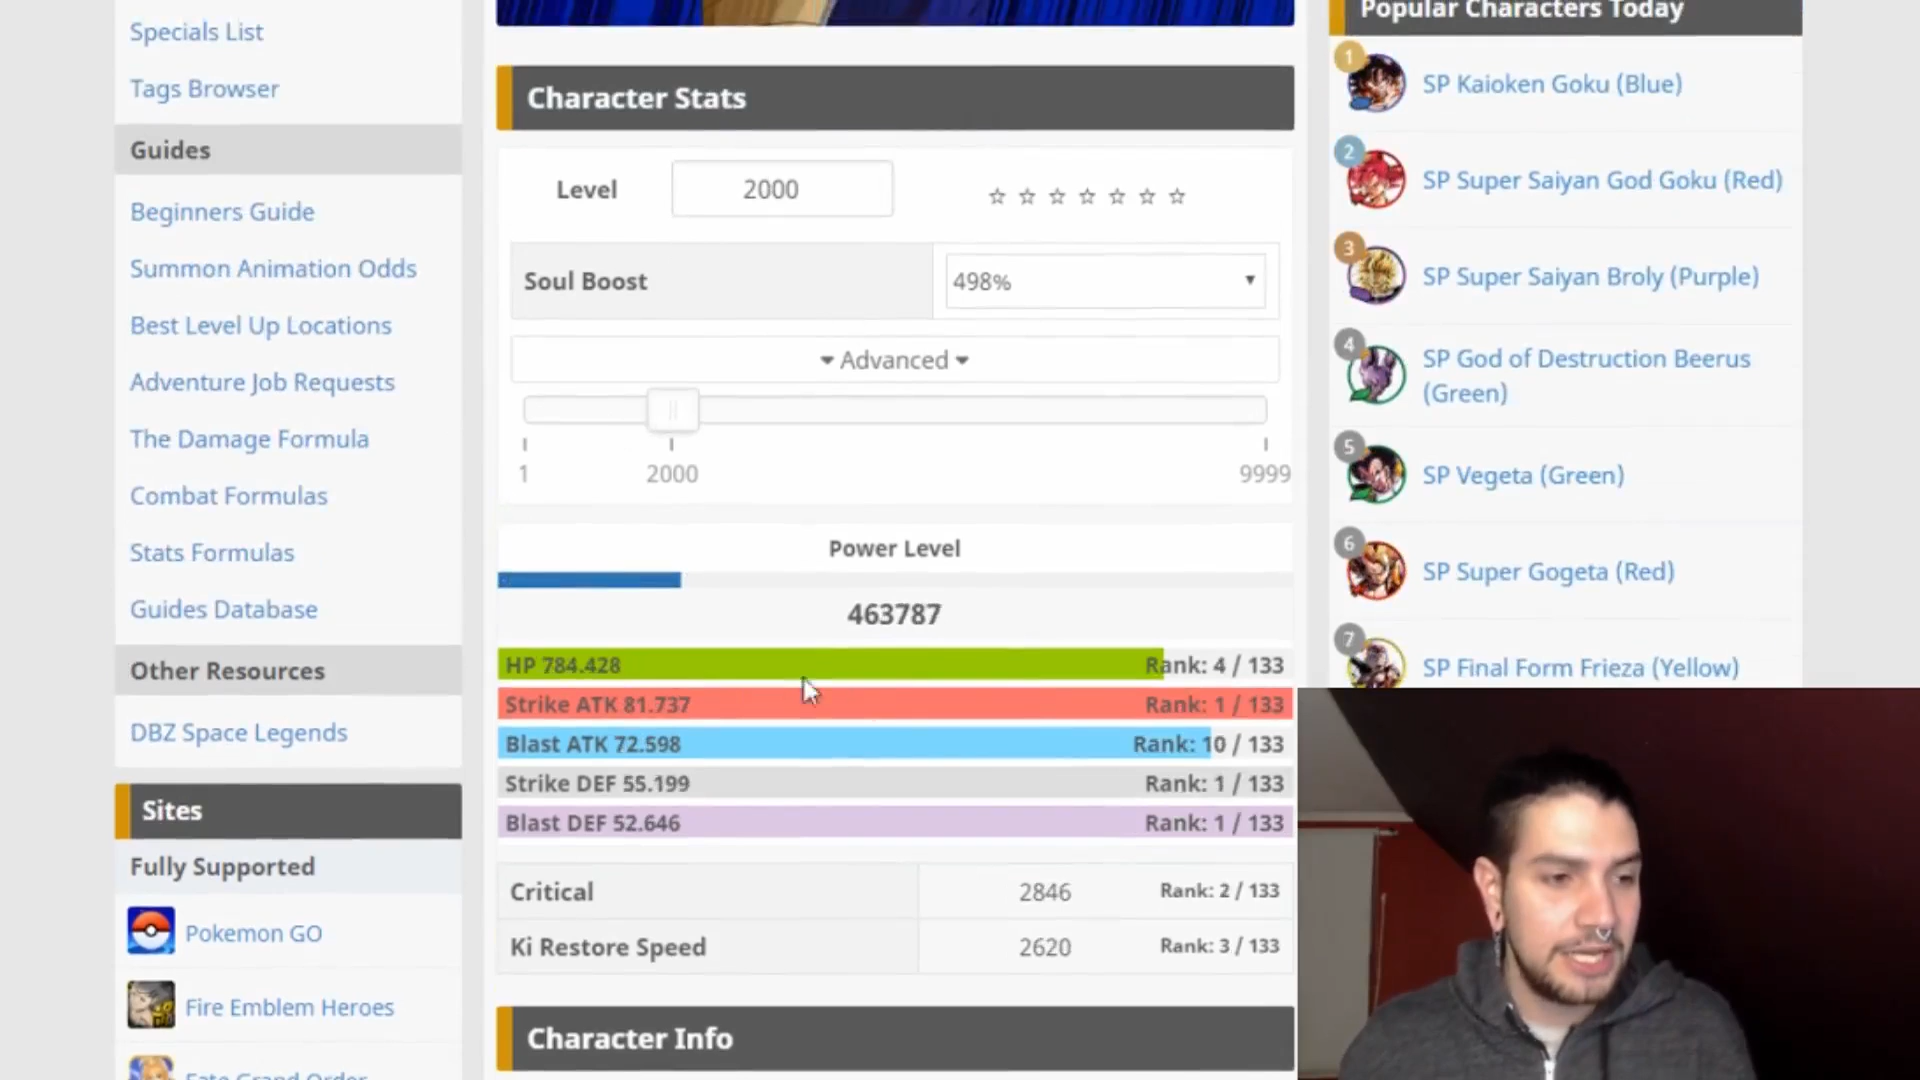 Specials List
Tags Browser
Guides
Beginners Guide
Summon Animation Odds
Best Level Up Locations
Adventure Job Requests
The Damage Formula
Combat Formulas
Stats Formulas
Guides Database
Other Resources
DBZ Space Legends
Sites
Fully Supported
Pokemon GO
Fire Emblem Heroes
Fate Grand Order
Character Stats
Level 2000
Soul Boost 498%
Advanced
1 2000 9999
Power Level
463787
HP 784.428 Rank: 4 / 133
Strike ATK 81.737 Rank: 1 / 133
Blast ATK 72.598 Rank: 10 / 133
Strike DEF 55.199 Rank: 1 / 133
Blast DEF 52.646 Rank: 1 / 133
Critical 2846 Rank: 2 / 133
Ki Restore Speed 2620 Rank: 3 / 133
Character Info
Popular Characters Today
1 SP Kaioken Goku (Blue)
2 SP Super Saiyan God Goku (Red)
3 SP Super Saiyan Broly (Purple)
4 SP God of Destruction Beerus
(Green)
5 SP Vegeta (Green)
6 SP Super Gogeta (Red)
7 SP Final Form Frieza (Yellow)